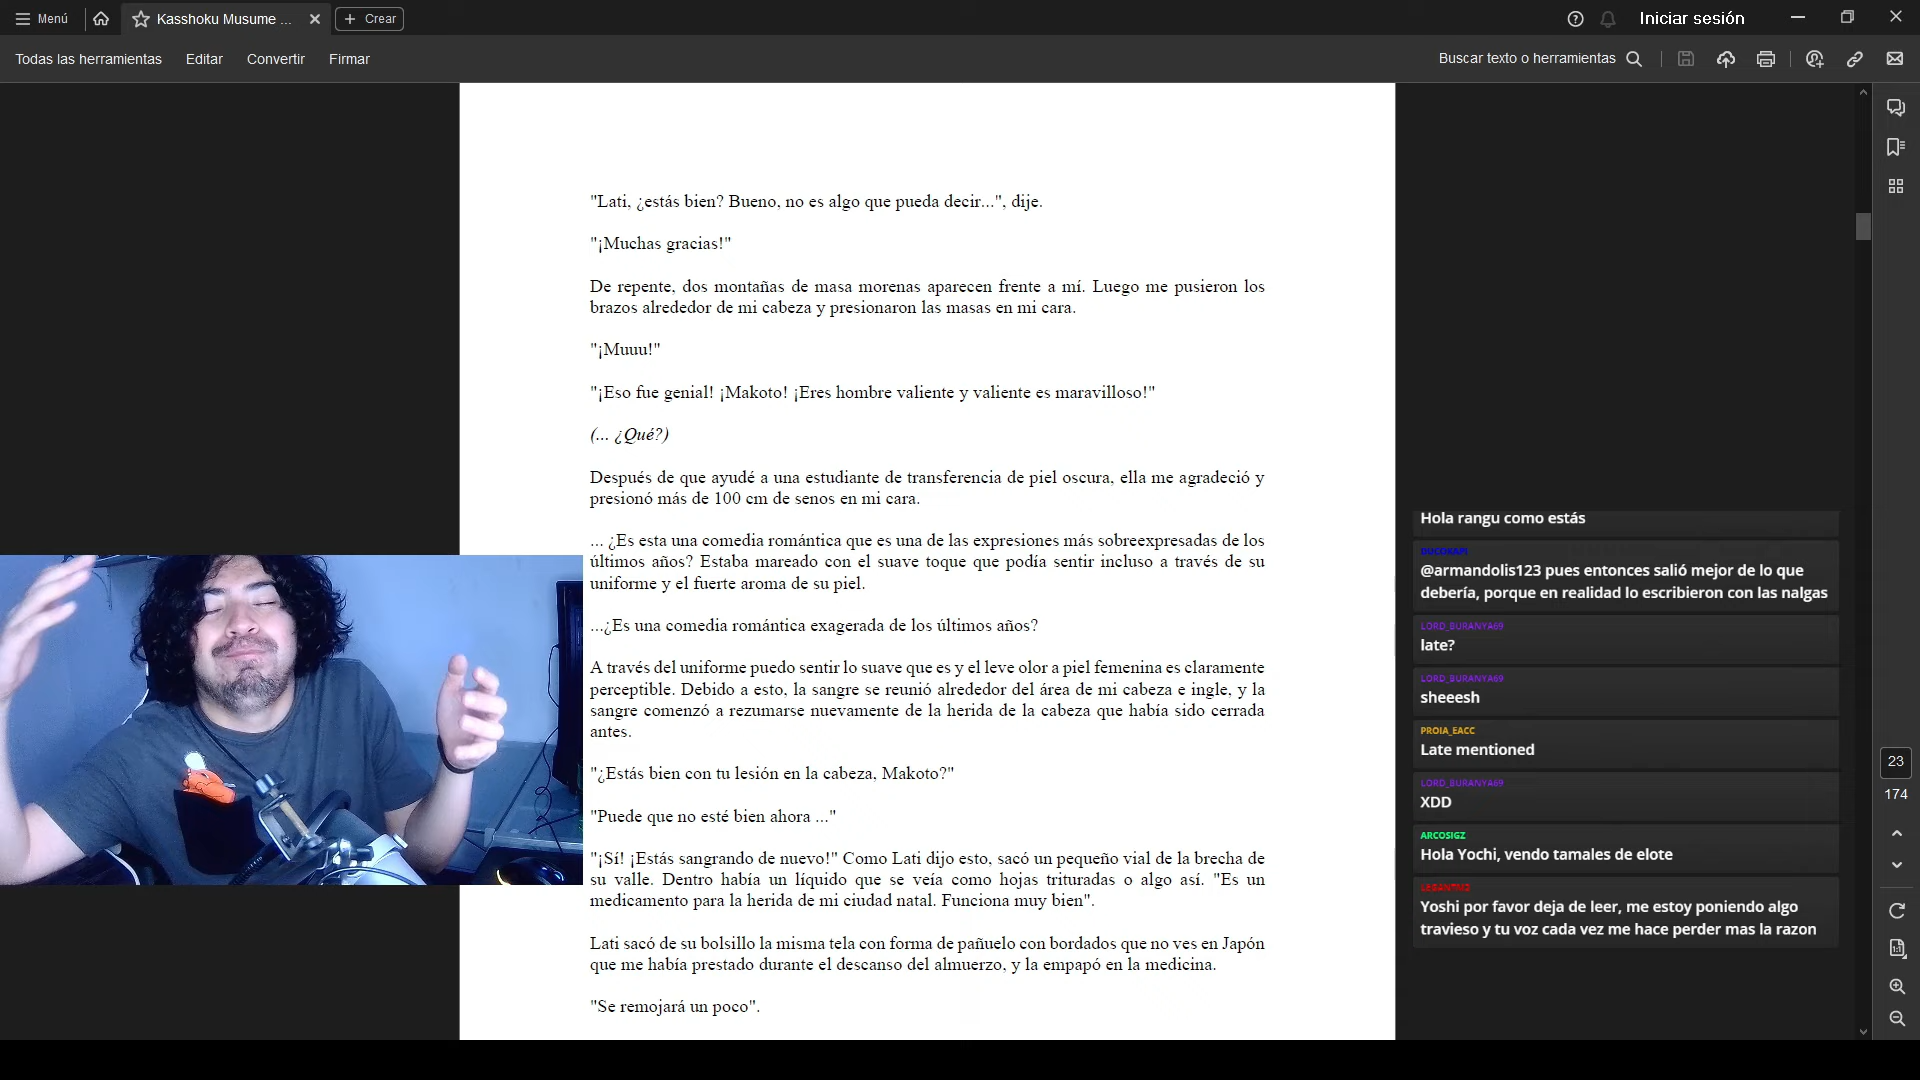 Menú
Kasshoku Musume ...
Crear
Iniciar sesión
Todas las herramientas
Editar
Convertir
Firmar
Buscar texto o herramientas
"Lati, ¿estás bien? Bueno, no es algo que pueda decir...", dije.
"¡Muchas gracias!"
De repente, dos montañas de masa morenas aparecen frente a mí. Luego me pusieron los
brazos alrededor de mi cabeza y presionaron las masas en mi cara.
"¡Muuu!"
"¡Eso fue genial! ¡Makoto! ¡Eres hombre valiente y valiente es maravilloso!"
(... ¿Qué?)
Después de que ayudé a una estudiante de transferencia de piel oscura, ella me agradeció y
presionó más de 100 cm de senos en mi cara.
... ¿Es esta una comedia romántica que es una de las expresiones más sobreexpresadas de los
últimos años? Estaba mareado con el suave toque que podía sentir incluso a través de su
uniforme y el fuerte aroma de su piel.
...¿Es una comedia romántica exagerada de los últimos años?
A través del uniforme puedo sentir lo suave que es y el leve olor a piel femenina es claramente
perceptible. Debido a esto, la sangre se reunió alrededor del área de mi cabeza e ingle, y la
sangre comenzó a rezumarse nuevamente de la herida de la cabeza que había sido cerrada
antes.
"¿Estás bien con tu lesión en la cabeza, Makoto?"
"Puede que no esté bien ahora ..."
"¡Sí! ¡Estás sangrando de nuevo!" Como Lati dijo esto, sacó un pequeño vial de la brecha de
su valle. Dentro había un líquido que se veía como hojas trituradas o algo así. "Es un
medicamento para la herida de mi ciudad natal. Funciona muy bien".
Lati sacó de su bolsillo la misma tela con forma de pañuelo con bordados que no ves en Japón
que me había prestado durante el descanso del almuerzo, y la empapó en la medicina.
"Se remojará un poco".
Hola rangu como estás
@armandolis123 pues entonces salió mejor de lo que
debería, porque en realidad lo escribieron con las nalgas
LORD_BURANYA69
late?
LORD_BURANYA69
sheeesh
PROIA_EACC
Late mentioned
LORD_BURANYA69
XDD
ARCOSIGZ
Hola Yochi, vendo tamales de elote
Yoshi por favor deja de leer, me estoy poniendo algo
travieso y tu voz cada vez me hace perder mas la razon
23
174